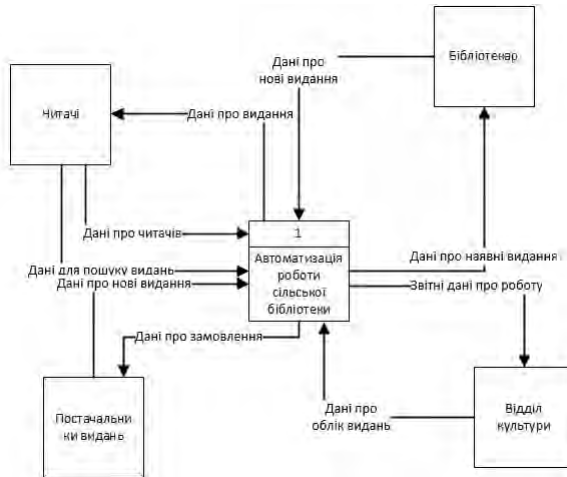 Дані про
нові видання
Бібліотекар
Читачі
Дані про видання
Дані про читачів
1
Автоматизація
роботи
сільської
бібліотеки
Дані про наявні видання
Дані для пошуку видань
Дані про нові видання
Звітні дані про роботу
Дані про замовлення
Постачальни
ки видань
Дані про
облік видань
Відділ
культури